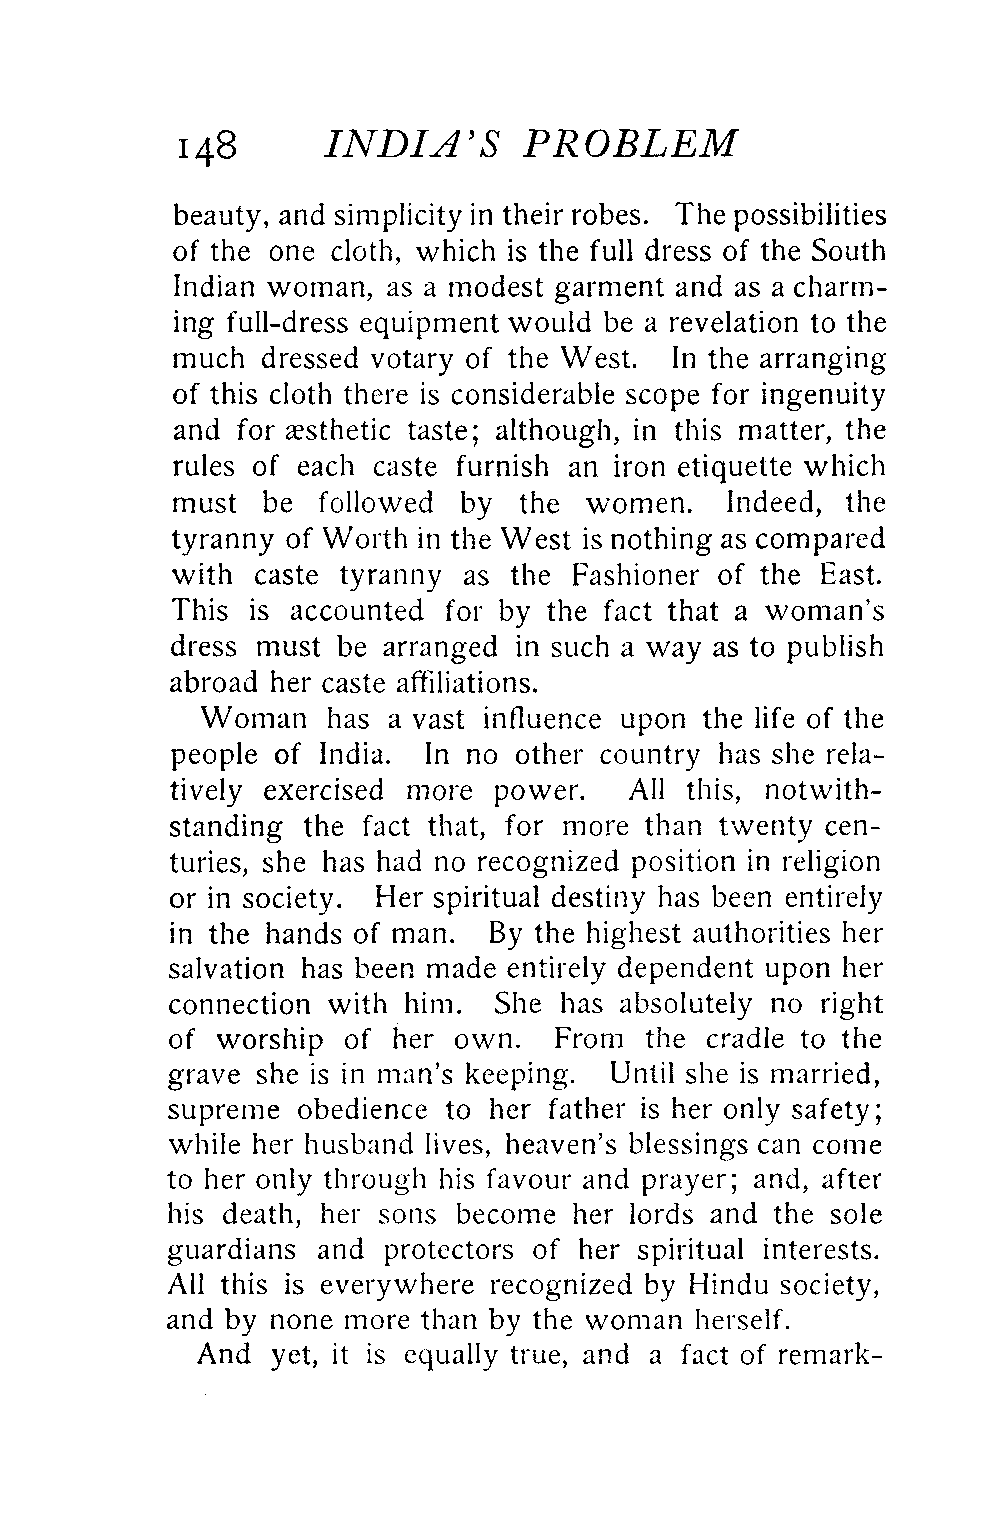 148 INDIA'S PROBLEM
beauty, and simplicity in their robes. The possibilities
of the one cloth, which is the full dress of the South
Indian woman, as a modest garment and as a charm-
ing full-dress equipment would be a revelation to the
much dressed votary of the West. In the arranging
of this cloth there is considerable scope for ingenuity
and for æsthetic taste; although, in this matter, the
rules of each caste furnish an iron etiquette which
must be followed by the women. Indeed, the
tyranny of Worth in the West is nothing as compared
with caste tyranny as the Fashioner of the East.
This is accounted for by the fact that a woman's
dress must be arranged in such a way as to publish
abroad her caste affiliations.
Woman has a vast influence upon the life of the
people of India. In no other country has she rela-
tively exercised more power. All this, notwith-
standing the fact that, for more than twenty cen-
turies, she has had no recognized position in religion
or in society. Her spiritual destiny has been entirely
in the hands of man. By the highest authorities her
salvation has been made entirely dependent upon her
connection with him. She has absolutely no right
of worship of her own. From the cradle to the
grave she is in man's keeping. Until she is married,
supreme obedience to her father is her only safety;
while her husband lives, heaven's blessings can come
to her only through his favour and prayer; and, after
his death, her sons become her lords and the sole
guardians and protectors of her spiritual interests.
All this is everywhere recognized by Hindu society,
and by none more than by the woman herself.
And yet, it is equally true, and a fact of remark-